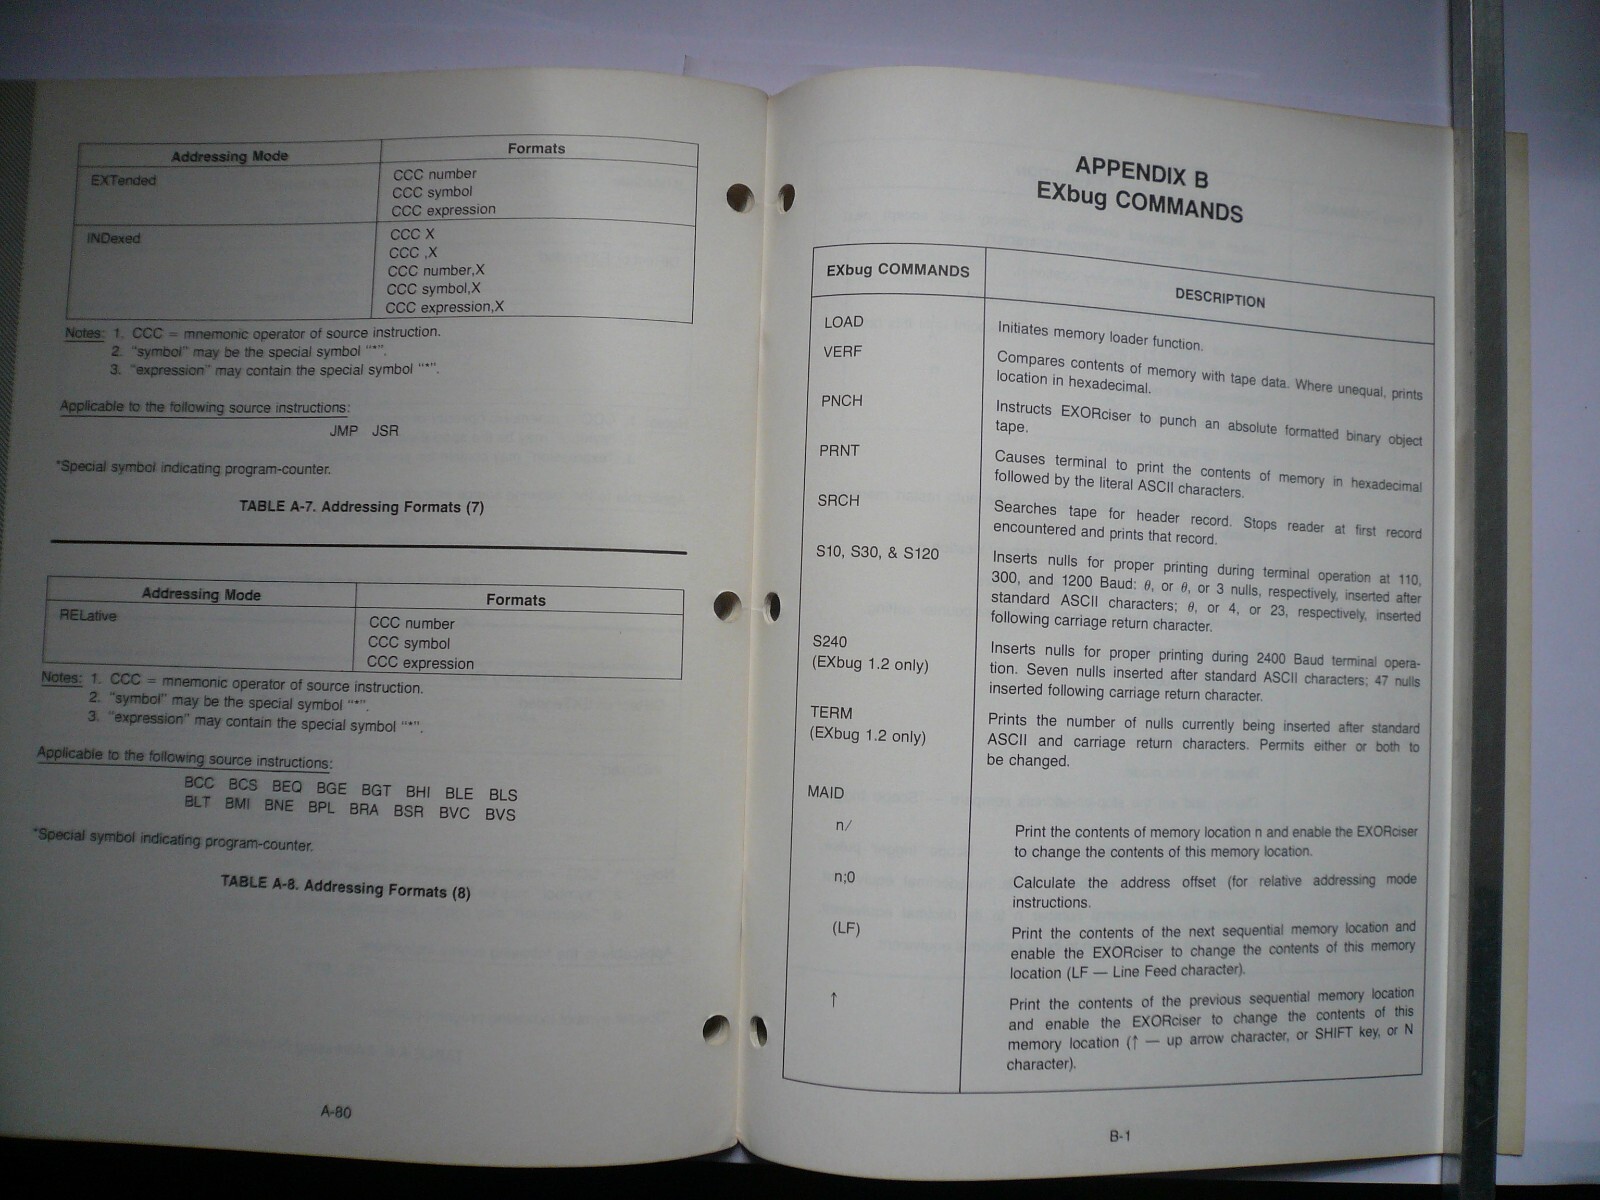 Addressing Mode Formats
EXTended CCC number
CCC symbol
CCC expression
INDexed CCC X
CCC ,X
CCC number,X
CCC symbol,X
CCC expression,X
Notes: 1. CCC = mnemonic operator of source instruction.
2. "symbol" may be the special symbol "*".
3. "expression" may contain the special symbol "*".
Applicable to the following source instructions:
JMP JSR
*Special symbol indicating program-counter.
TABLE A-7. Addressing Formats (7)
Addressing Mode Formats
RELative CCC number
CCC symbol
CCC expression
Notes: 1. CCC = mnemonic operator of source instruction.
2. "symbol" may be the special symbol "*".
3. "expression" may contain the special symbol "*".
Applicable to the following source instructions:
BCC BCS BEQ BGE BGT BHI BLE BLS
BLT BMI BNE BPL BRA BSR BVC BVS
*Special symbol indicating program-counter.
TABLE A-8. Addressing Formats (8)
A-80
APPENDIX B
EXbug COMMANDS
EXbug COMMANDS DESCRIPTION
LOAD Initiates memory loader function.
VERF Compares contents of memory with tape data. Where unequal, prints
location in hexadecimal.
PNCH Instructs EXORciser to punch an absolute formatted binary object
tape.
PRNT Causes terminal to print the contents of memory in hexadecimal
followed by the literal ASCII characters.
SRCH Searches tape for header record. Stops reader at first record
encountered and prints that record.
S10, S30, & S120 Inserts nulls for proper printing during terminal operation at 110,
300, and 1200 Baud: θ, or θ, or 3 nulls, respectively, inserted after
standard ASCII characters; θ, or 4, or 23, respectively, inserted
following carriage return character.
S240 Inserts nulls for proper printing during 2400 Baud terminal opera-
(EXbug 1.2 only) tion. Seven nulls inserted after standard ASCII characters; 47 nulls
inserted following carriage return character.
TERM Prints the number of nulls currently being inserted after standard
(EXbug 1.2 only) ASCII and carriage return characters. Permits either or both to
be changed.
MAID
n/ Print the contents of memory location n and enable the EXORciser
to change the contents of this memory location.
n;0 Calculate the address offset (for relative addressing mode
instructions.
(LF) Print the contents of the next sequential memory location and
enable the EXORciser to change the contents of this memory
location (LF — Line Feed character).
↑ Print the contents of the previous sequential memory location
and enable the EXORciser to change the contents of this
memory location (↑ — up arrow character, or SHIFT key, or N
character).
B-1